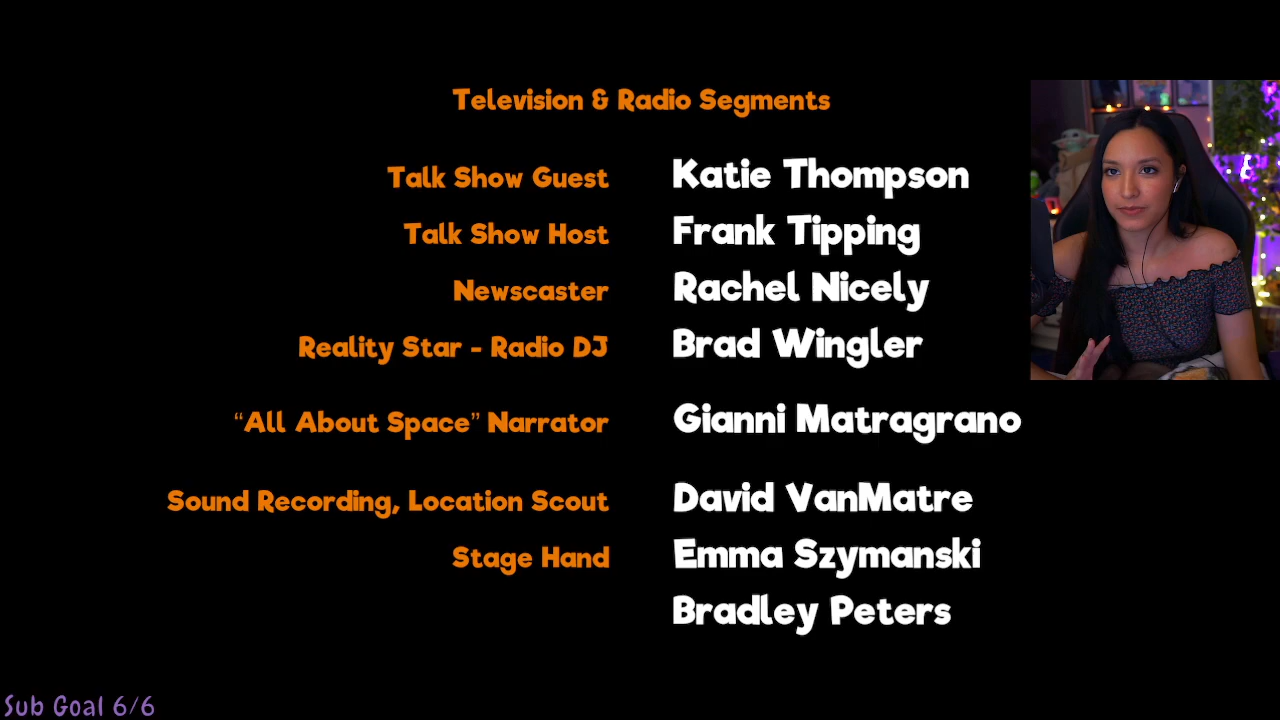 Television & Radio Segments
Talk Show Guest Katie Thompson
Talk Show Host Frank Tipping
Newscaster Rachel Nicely
Reality Star - Radio DJ Brad Wingler
“All About Space” Narrator Gianni Matragrano
Sound Recording, Location Scout David VanMatre
Stage Hand Emma Szymanski
Bradley Peters
Sub Goal 6/6